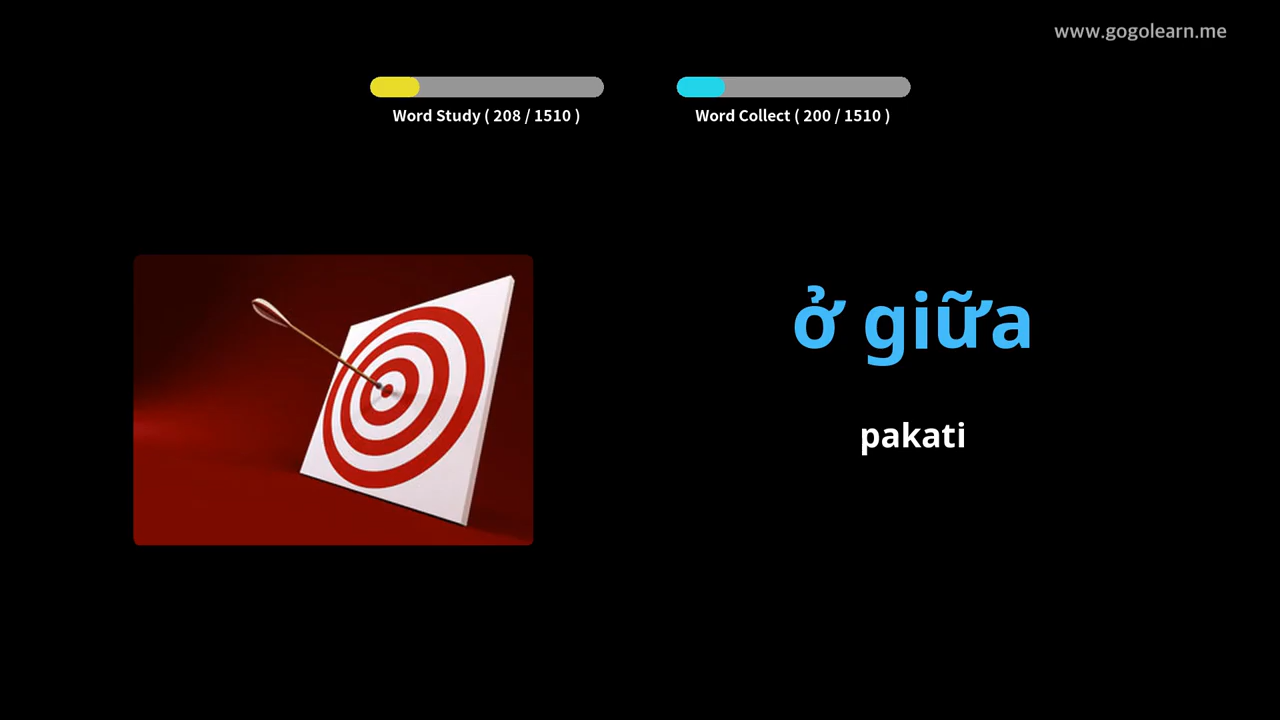 www.gogolearn.me
Word Study ( 208 / 1510 )
Word Collect ( 200 / 1510 )
ở giữa
pakati